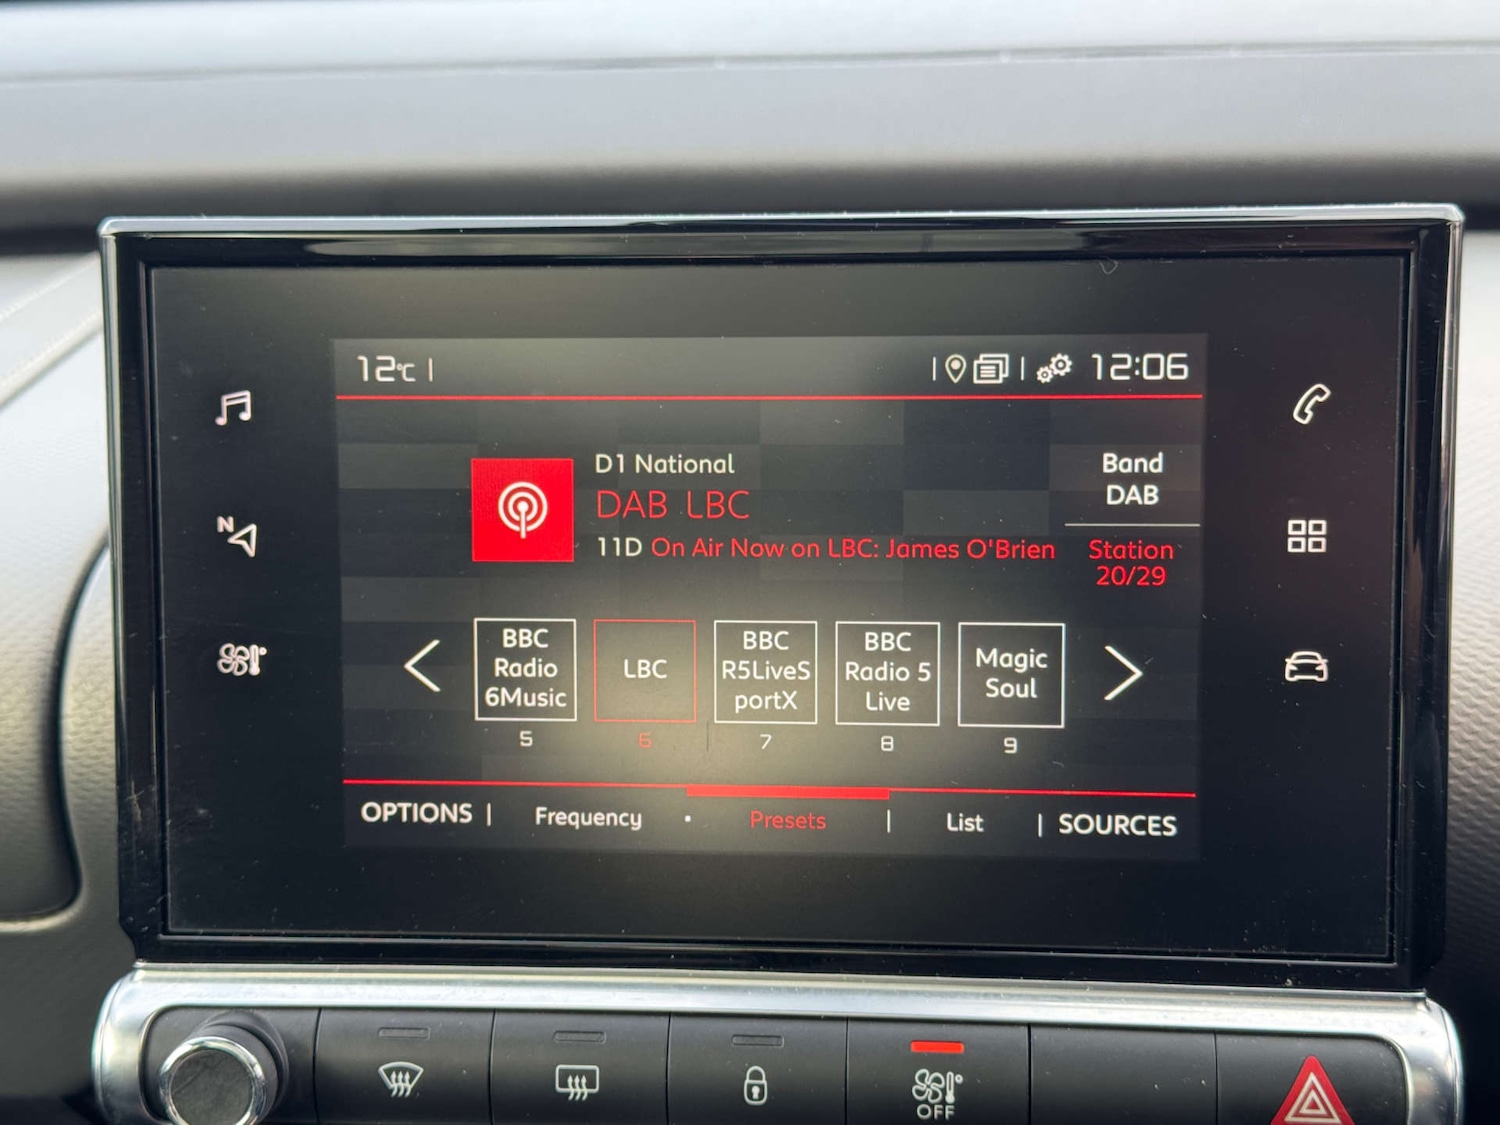 12°C
12:06
D1 National
DAB LBC
11D On Air Now on LBC: James O'Brien
Band
DAB
Station
20/29
N
BBC
Radio
6Music
LBC
BBC
R5LiveS
portX
BBC
Radio 5
Live
Magic
Soul
5
6
7
8
9
OPTIONS
Frequency
Presets
List
SOURCES
OFF